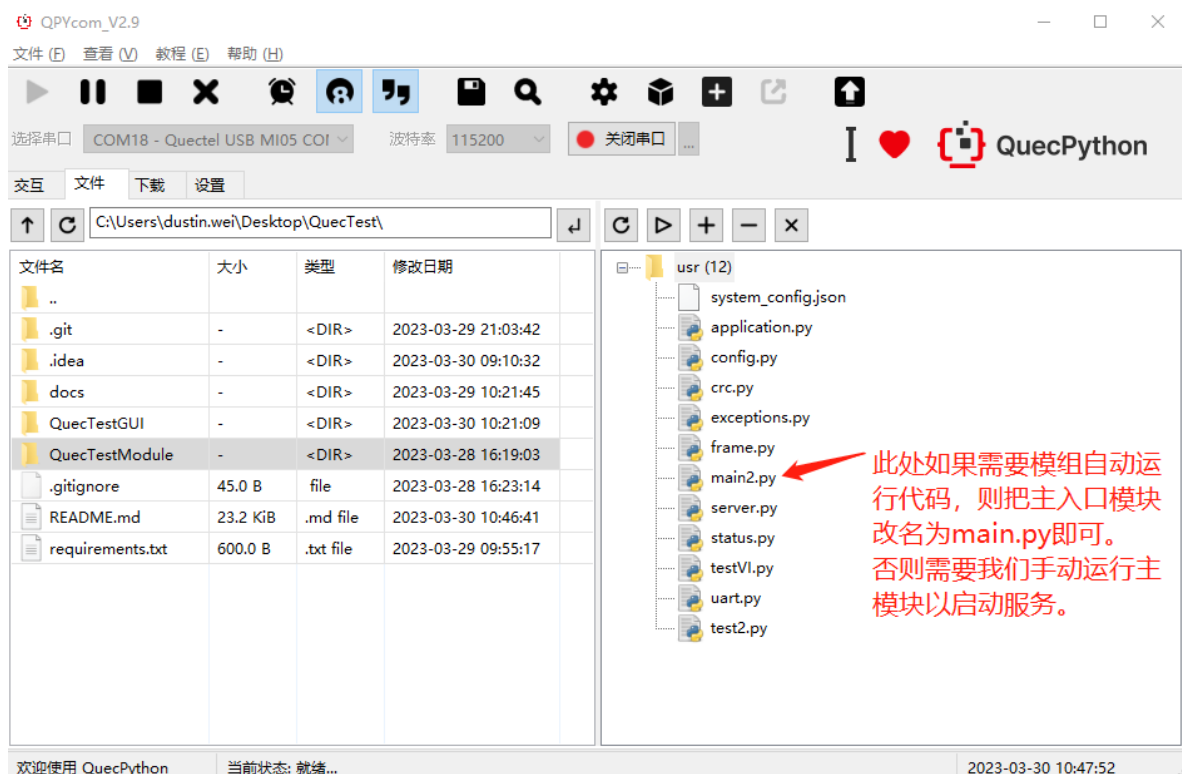 QPYcom_V2.9
文件 (F) 查看 (V) 教程 (E) 帮助 (H)
选择串口 COM18 - Quectel USB MI05 COI 波特率 115200 关闭串口 ... I QuecPython
交互 文件 下载 设置
C:\Users\dustin.wei\Desktop\QuecTest\
文件名 大小 类型 修改日期
..
.git - <DIR> 2023-03-29 21:03:42
.idea - <DIR> 2023-03-30 09:10:32
docs - <DIR> 2023-03-29 10:21:45
QuecTestGUI - <DIR> 2023-03-30 10:21:09
QuecTestModule - <DIR> 2023-03-28 16:19:03
.gitignore 45.0 B file 2023-03-28 16:23:14
README.md 23.2 KiB .md file 2023-03-30 10:46:41
requirements.txt 600.0 B .txt file 2023-03-29 09:55:17
usr (12)
system_config.json
application.py
config.py
crc.py
exceptions.py
frame.py
main2.py
server.py
status.py
testVI.py
uart.py
test2.py
此处如果需要模组自动运
行代码，则把主入口模块
改名为main.py即可。
否则需要我们手动运行主
模块以启动服务。
欢迎使用 QuecPython 当前状态: 就绪... 2023-03-30 10:47:52